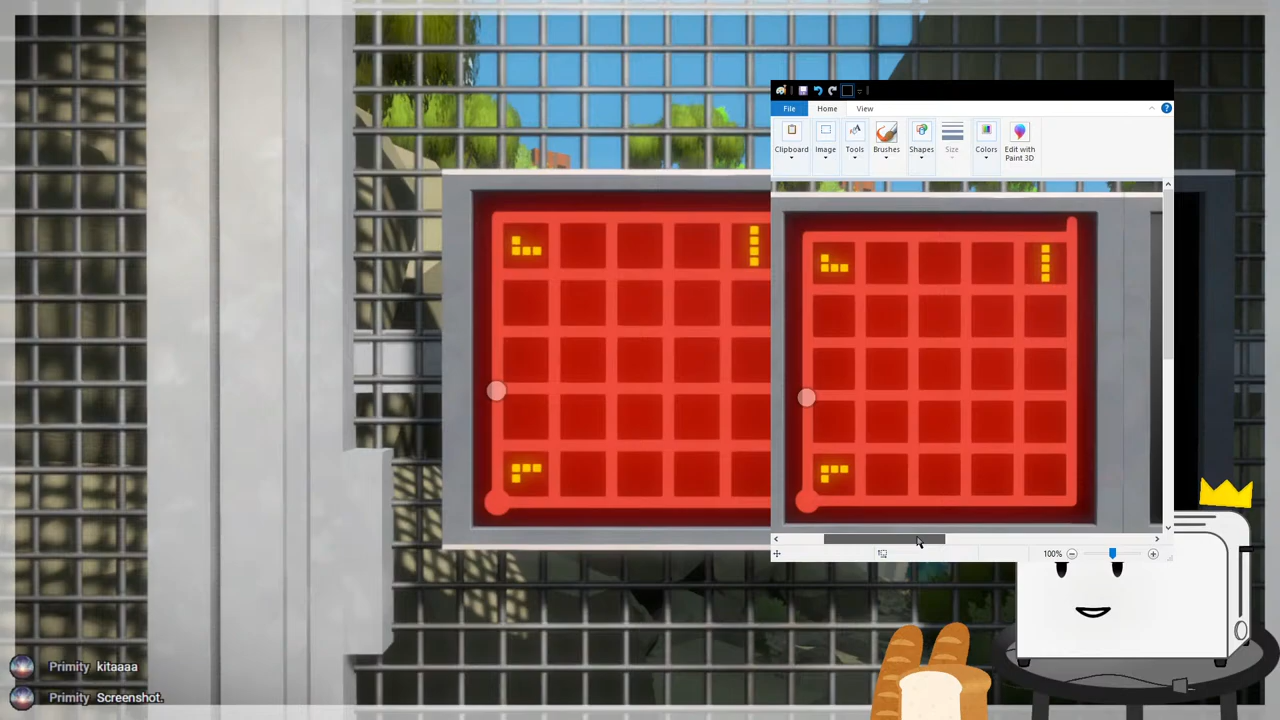 File Home View
Clipboard Image Tools Brushes Shapes Size Colors Edit with
Paint 3D
100%
Primity kitaaaa
Primity Screenshot.